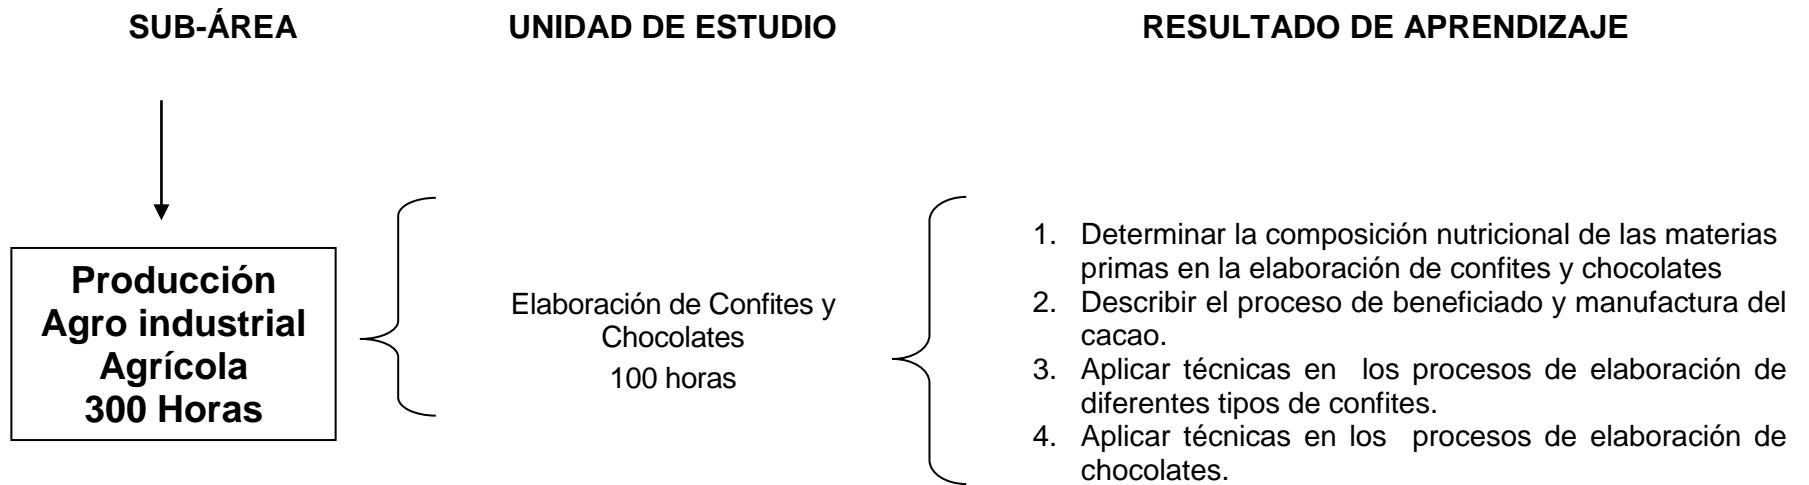 SUB-ÁREA UNIDAD DE ESTUDIO RESULTADO DE APRENDIZAJE
Producción
Agro industrial
Agrícola
300 Horas
Elaboración de Confites y
Chocolates
100 horas
1. Determinar la composición nutricional de las materias
primas en la elaboración de confites y chocolates
2. Describir el proceso de beneficiado y manufactura del
cacao.
3. Aplicar técnicas en los procesos de elaboración de
diferentes tipos de confites.
4. Aplicar técnicas en los procesos de elaboración de
chocolates.